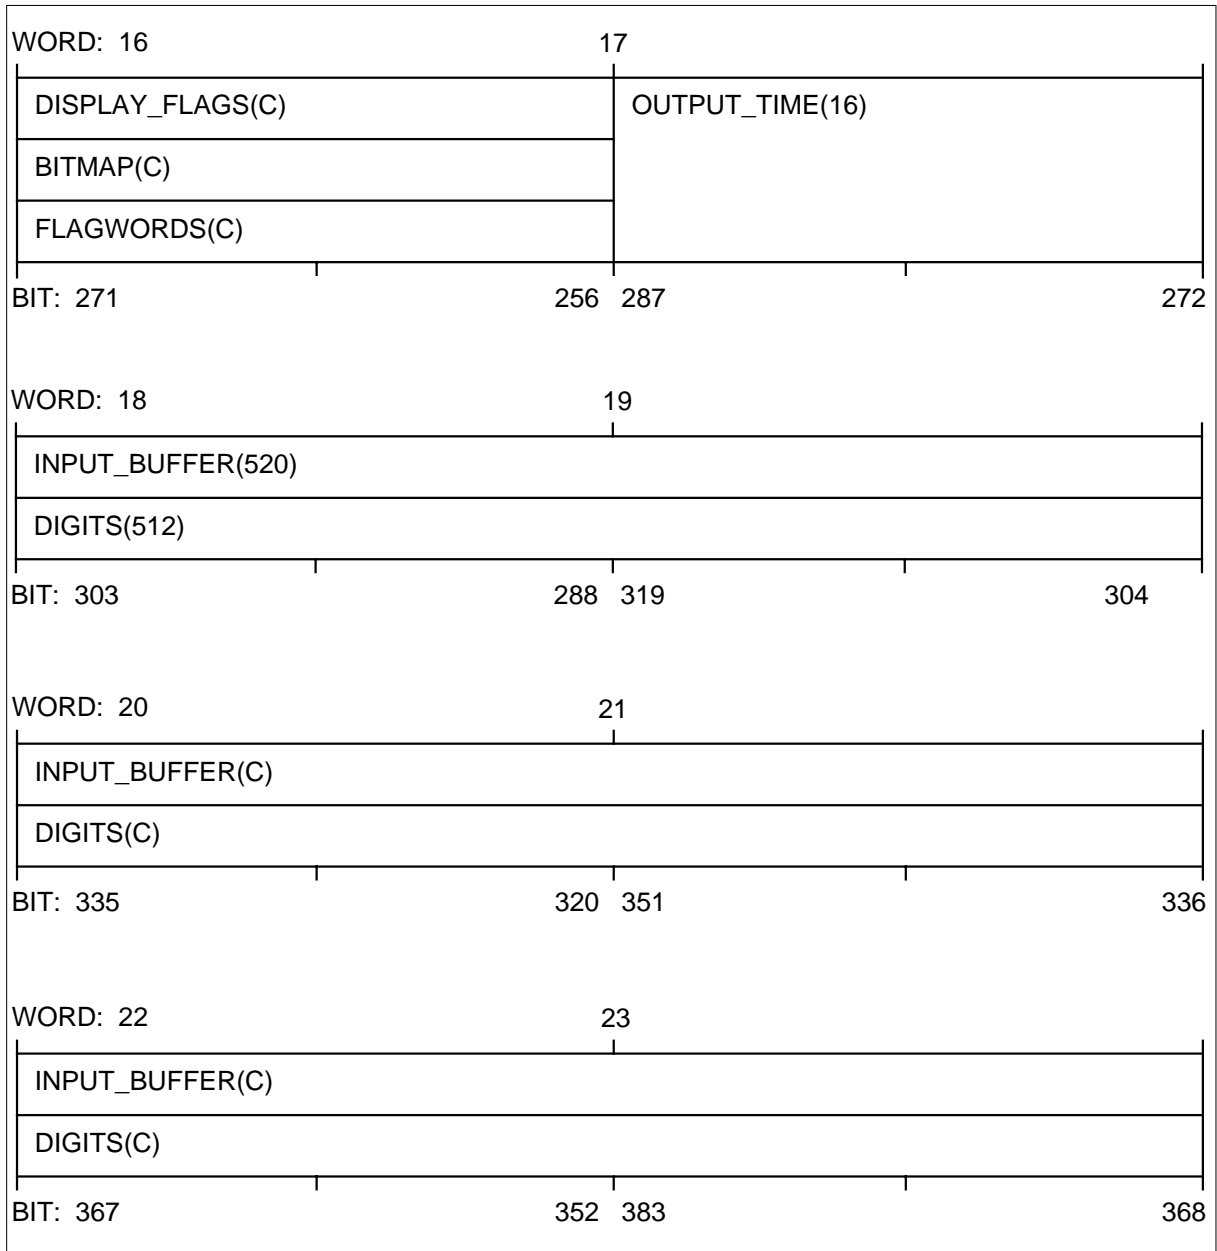 WORD: 16 17
DISPLAY_FLAGS(C) OUTPUT_TIME(16)
BITMAP(C)
FLAGWORDS(C)
BIT: 271 256 287 272
WORD: 18 19
INPUT_BUFFER(520)
DIGITS(512)
BIT: 303 288 319 304
WORD: 20 21
INPUT_BUFFER(C)
DIGITS(C)
BIT: 335 320 351 336
WORD: 22 23
INPUT_BUFFER(C)
DIGITS(C)
BIT: 367 352 383 368